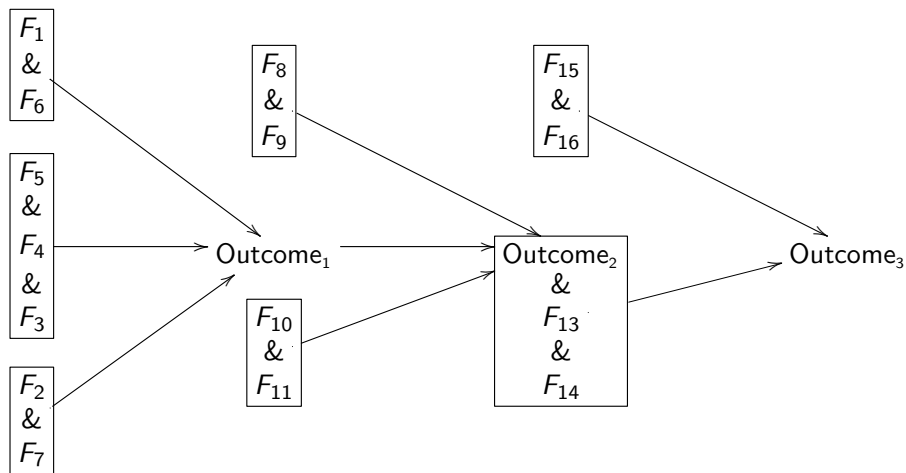 F₁
&
F₆
F₅
&
F₄
&
F₃
F₂
&
F₇
Outcome₁
F₈
&
F₉
F₁₀
&
F₁₁
Outcome₂
&
F₁₃
&
F₁₄
F₁₅
&
F₁₆
Outcome₃